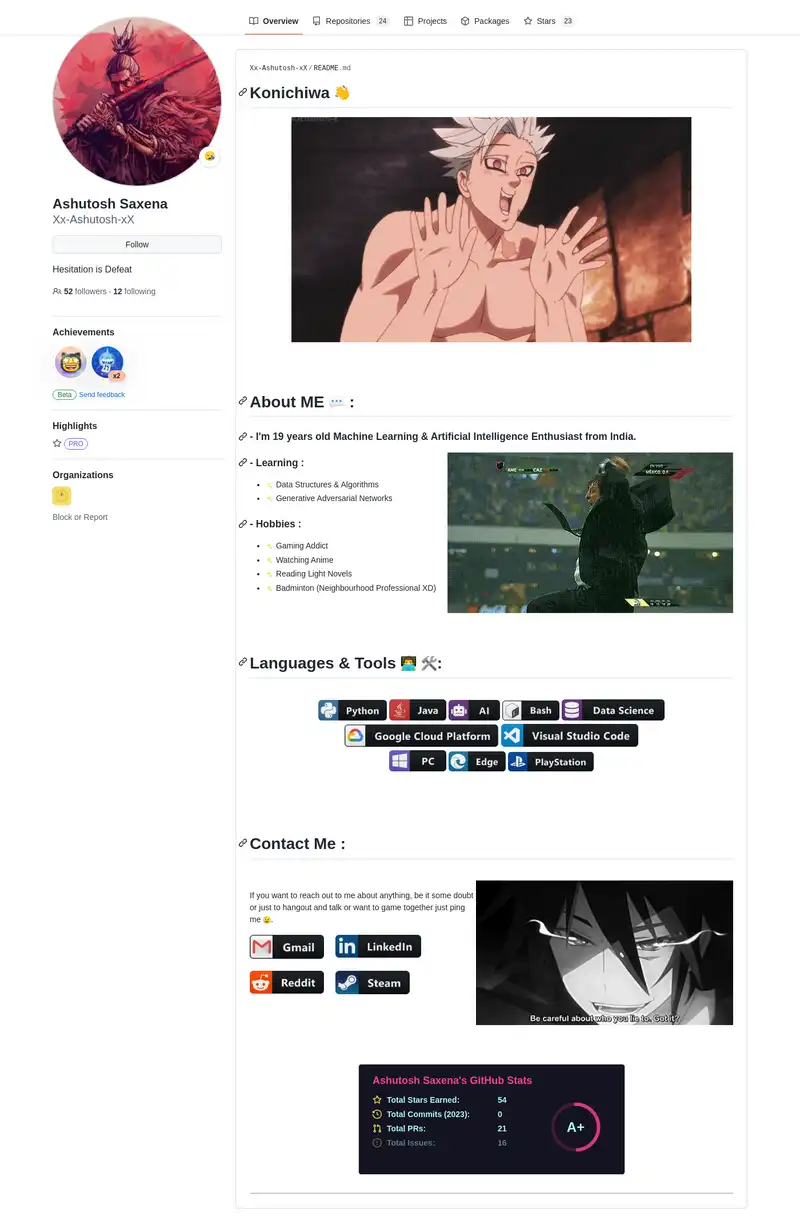 Overview
Repositories 24
Projects
Packages
Stars 23
Ashutosh Saxena
Xx-Ashutosh-xX
Follow
Hesitation is Defeat
52 followers · 12 following
Achievements
x2
Beta Send feedback
Highlights
PRO
Organizations
Block or Report
Xx-Ashutosh-xX / README.md
Konichiwa 👋
About ME 💬 :
- I'm 19 years old Machine Learning & Artificial Intelligence Enthusiast from India.
- Learning :
Data Structures & Algorithms
Generative Adversarial Networks
- Hobbies :
Gaming Addict
Watching Anime
Reading Light Novels
Badminton (Neighbourhood Professional XD)
Languages & Tools 👨‍💻 🛠️:
Python Java AI Bash Data Science
Google Cloud Platform Visual Studio Code
PC Edge PlayStation
Contact Me :
If you want to reach out to me about anything, be it some doubt
or just to hangout and talk or want to game together just ping
me 😉.
Gmail LinkedIn
Reddit Steam
Be careful about who you lie to. Got it?
Ashutosh Saxena's GitHub Stats
Total Stars Earned: 54
Total Commits (2023): 0
Total PRs: 21
Total Issues: 16
A+